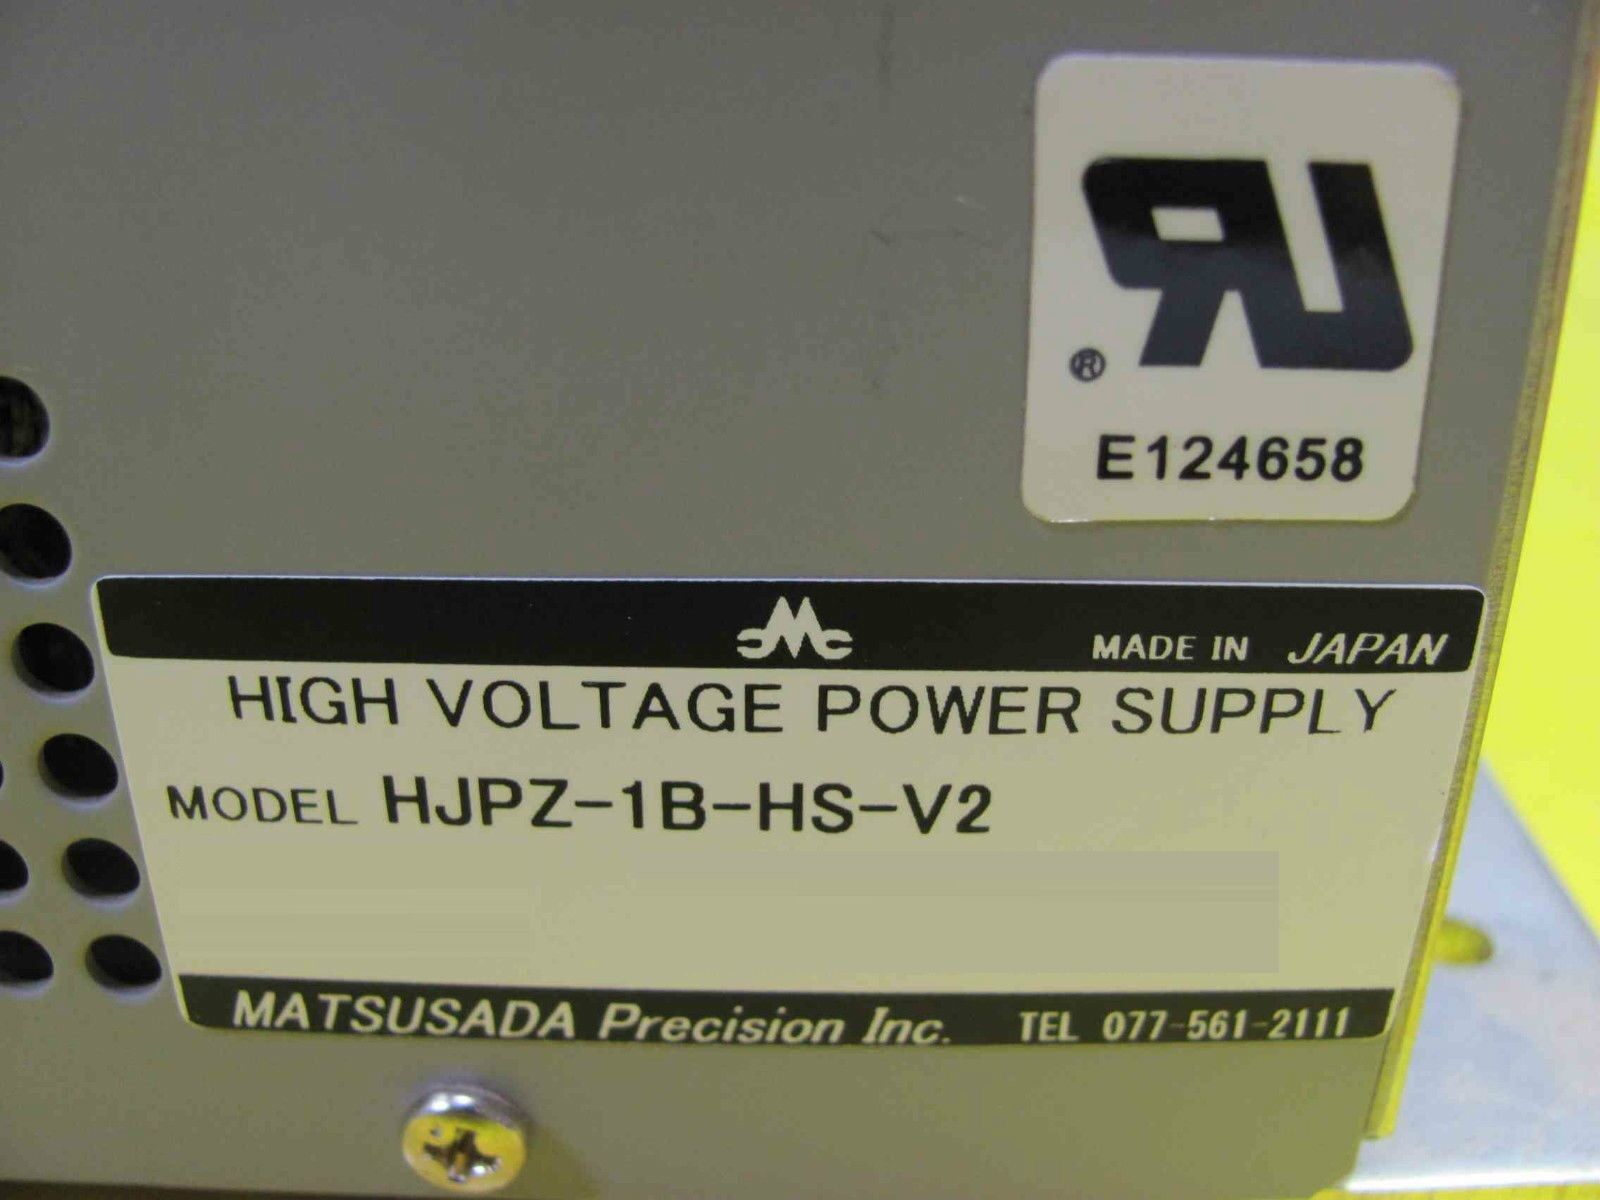 RU
®
E124658
MADE IN JAPAN
HIGH VOLTAGE POWER SUPPLY
MODEL HJPZ-1B-HS-V2
MATSUSADA Precision Inc. TEL 077-561-2111